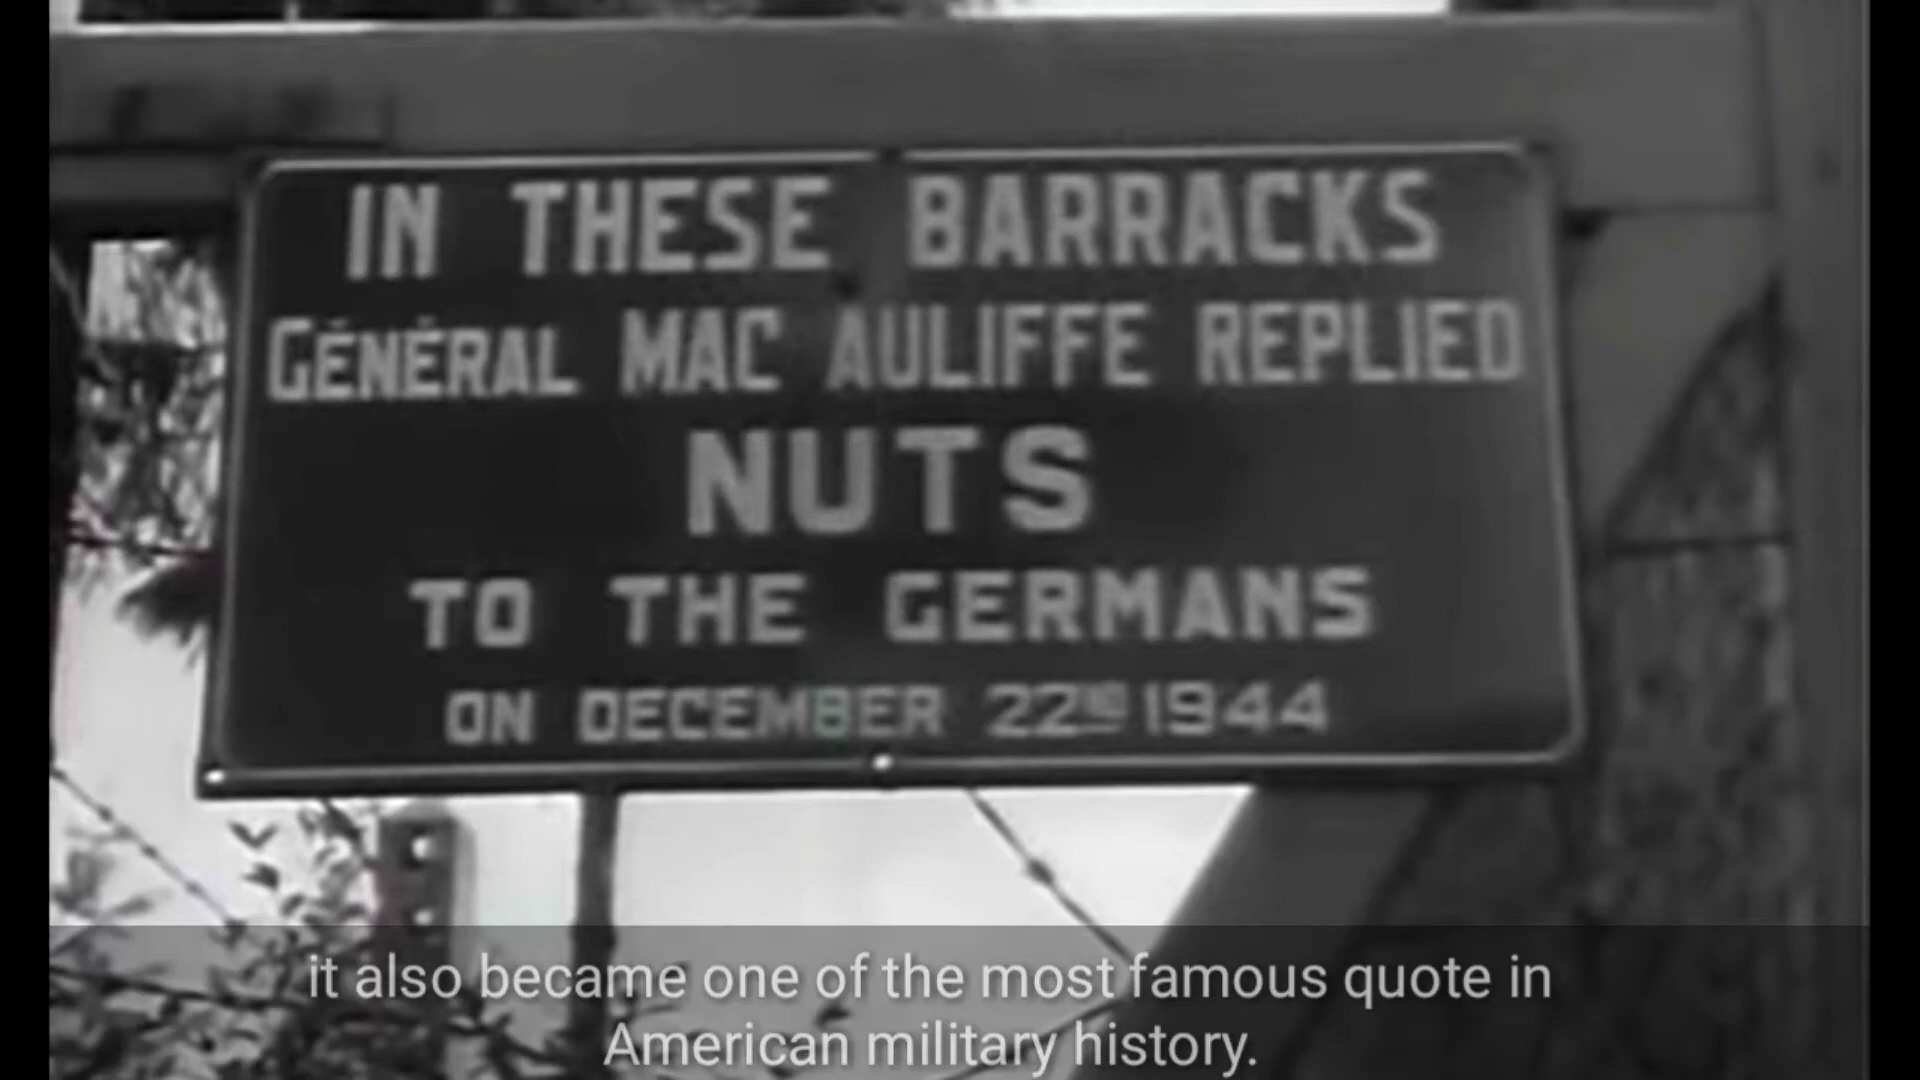 IN THESE BARRACKS
GÉNÉRAL MAC AULIFFE REPLIED
NUTS
TO THE GERMANS
ON DECEMBER 22ND 1944
it also became one of the most famous quote in
American military history.